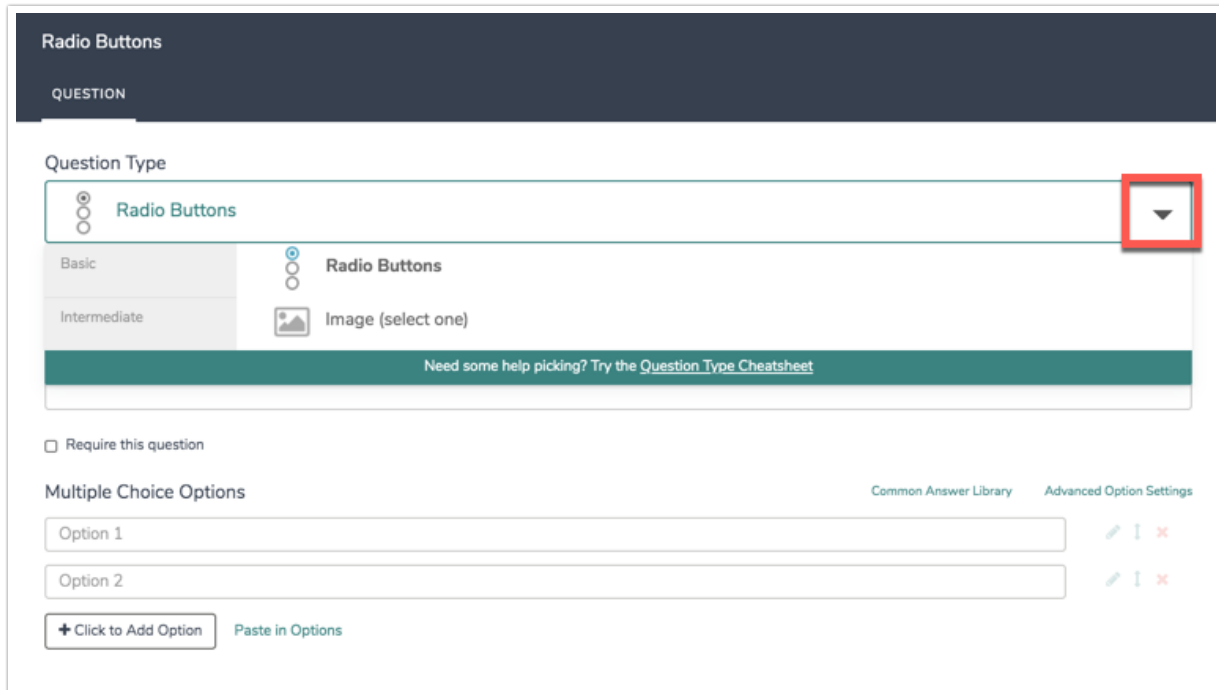 Radio Buttons
QUESTION
Question Type
Radio Buttons
Basic
Radio Buttons
Intermediate
Image (select one)
Need some help picking? Try the Question Type Cheatsheet
Require this question
Multiple Choice Options
Common Answer Library
Advanced Option Settings
Option 1
Option 2
+ Click to Add Option
Paste in Options